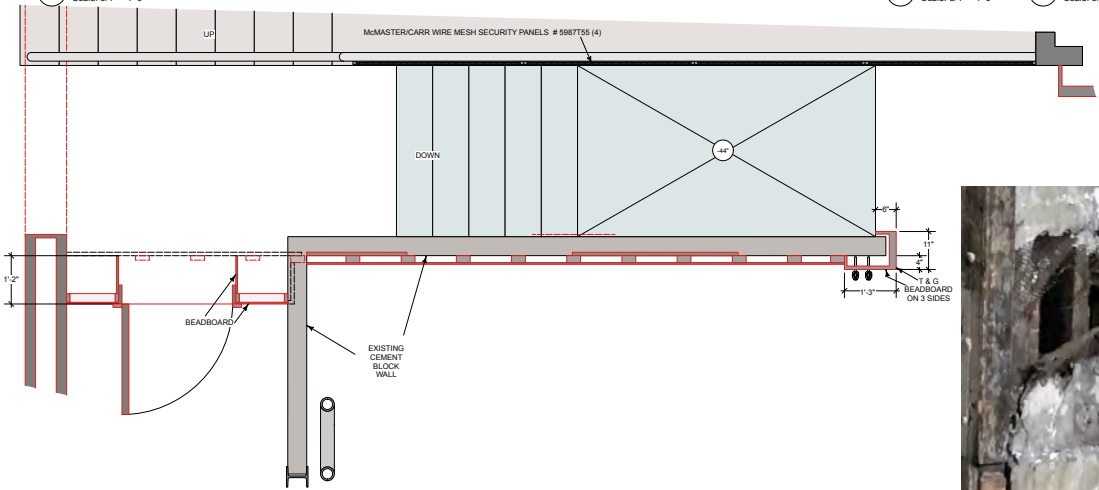 UP
McMASTER/CARR WIRE MESH SECURITY PANELS # 5987T55 (4)
DOWN
-44"
6"
11"
4"
1'-2"
1'-3"
T & G
BEADBOARD
ON 3 SIDES
BEADBOARD
EXISTING
CEMENT
BLOCK
WALL